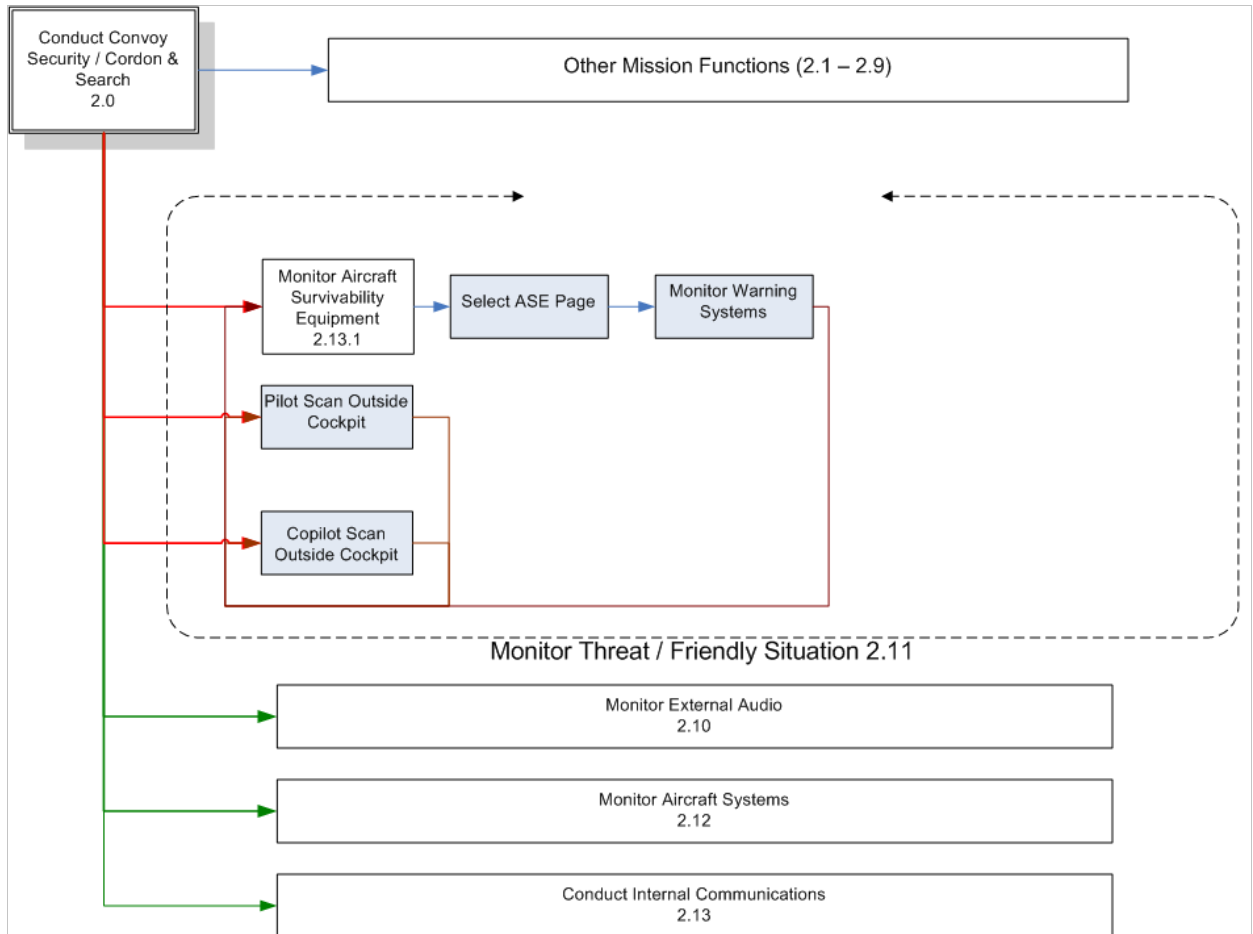 Conduct Convoy
Security / Cordon &
Search
2.0
Other Mission Functions (2.1 – 2.9)
Monitor Aircraft
Survivability
Equipment
2.13.1
Select ASE Page
Monitor Warning
Systems
Pilot Scan Outside
Cockpit
Copilot Scan
Outside Cockpit
Monitor Threat / Friendly Situation 2.11
Monitor External Audio
2.10
Monitor Aircraft Systems
2.12
Conduct Internal Communications
2.13